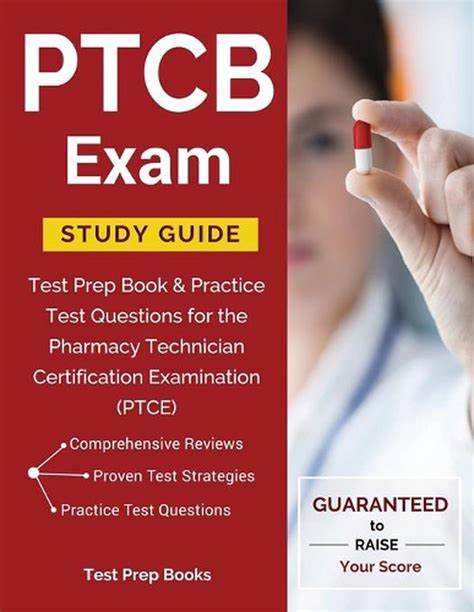 PTCB
Exam
STUDY GUIDE
Test Prep Book & Practice
Test Questions for the
Pharmacy Technician
Certification Examination
(PTCE)
Comprehensive Reviews
Proven Test Strategies
Practice Test Questions
Test Prep Books
GUARANTEED
to
RAISE
Your Score